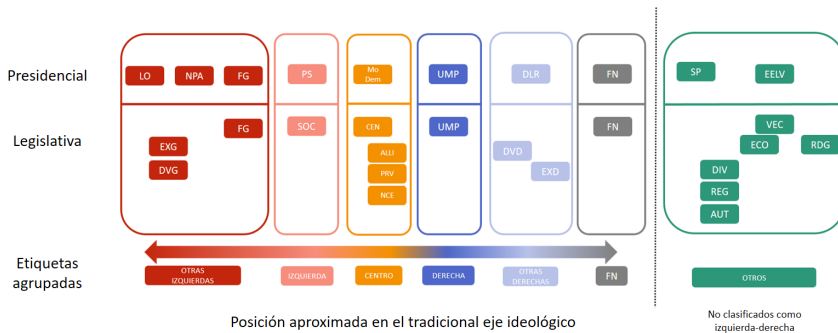 Presidencial
LO
NPA
FG
PS
Mo
Dem
UMP
DLR
FN
SP
EELV
Legislativa
FG
EXG
DVG
SOC
CEN
ALLI
PRV
NCE
UMP
DVD
EXD
FN
VEC
ECO
RDG
DIV
REG
AUT
Etiquetas
agrupadas
OTRAS
IZQUIERDAS
IZQUIERDA
CENTRO
DERECHA
OTRAS
DERECHAS
FN
OTROS
Posición aproximada en el tradicional eje ideológico
No clasificados como
izquierda-derecha